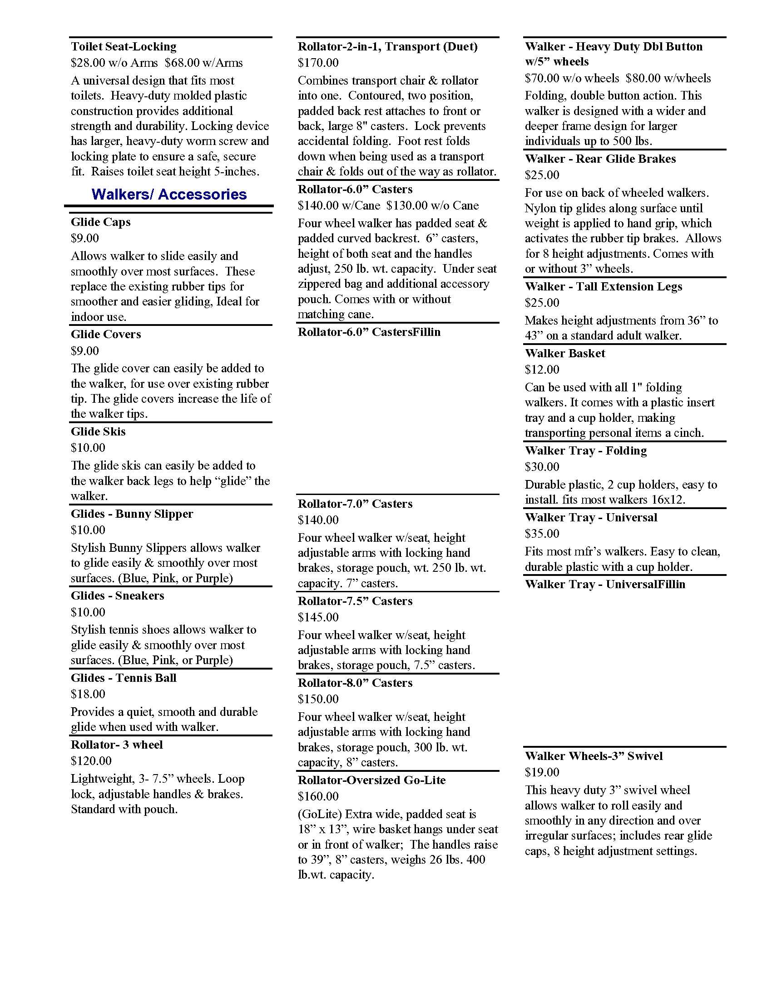 Toilet Seat-Locking
$28.00 w/o Arms  $68.00 w/Arms
A universal design that fits most
toilets.  Heavy-duty molded plastic
construction provides additional
strength and durability. Locking device
has larger, heavy-duty worm screw and
locking plate to ensure a safe, secure
fit.  Raises toilet seat height 5-inches.
Walkers/ Accessories
Glide Caps
$9.00
Allows walker to slide easily and
smoothly over most surfaces.  These
replace the existing rubber tips for
smoother and easier gliding, Ideal for
indoor use.
Glide Covers
$9.00
The glide cover can easily be added to
the walker, for use over existing rubber
tip. The glide covers increase the life of
the walker tips.
Glide Skis
$10.00
The glide skis can easily be added to
the walker back legs to help “glide” the
walker.
Glides - Bunny Slipper
$10.00
Stylish Bunny Slippers allows walker
to glide easily & smoothly over most
surfaces. (Blue, Pink, or Purple)
Glides - Sneakers
$10.00
Stylish tennis shoes allows walker to
glide easily & smoothly over most
surfaces. (Blue, Pink, or Purple)
Glides - Tennis Ball
$18.00
Provides a quiet, smooth and durable
glide when used with walker.
Rollator- 3 wheel
$120.00
Lightweight, 3- 7.5” wheels. Loop
lock, adjustable handles & brakes.
Standard with pouch.
Rollator-2-in-1, Transport (Duet)
$170.00
Combines transport chair & rollator
into one.  Contoured, two position,
padded back rest attaches to front or
back, large 8" casters.  Lock prevents
accidental folding.  Foot rest folds
down when being used as a transport
chair & folds out of the way as rollator.
Rollator-6.0” Casters
$140.00 w/Cane  $130.00 w/o Cane
Four wheel walker has padded seat &
padded curved backrest.  6” casters,
height of both seat and the handles
adjust, 250 lb. wt. capacity.  Under seat
zippered bag and additional accessory
pouch. Comes with or without
matching cane.
Rollator-6.0” CastersFillin
Rollator-7.0” Casters
$140.00
Four wheel walker w/seat, height
adjustable arms with locking hand
brakes, storage pouch, wt. 250 lb. wt.
capacity. 7” casters.
Rollator-7.5” Casters
$145.00
Four wheel walker w/seat, height
adjustable arms with locking hand
brakes, storage pouch, 7.5” casters.
Rollator-8.0” Casters
$150.00
Four wheel walker w/seat, height
adjustable arms with locking hand
brakes, storage pouch, 300 lb. wt.
capacity, 8” casters.
Rollator-Oversized Go-Lite
$160.00
(GoLite) Extra wide, padded seat is
18” x 13”, wire basket hangs under seat
or in front of walker;  The handles raise
to 39”, 8” casters, weighs 26 lbs. 400
lb.wt. capacity.
Walker - Heavy Duty Dbl Button
w/5” wheels
$70.00 w/o wheels  $80.00 w/wheels
Folding, double button action. This
walker is designed with a wider and
deeper frame design for larger
individuals up to 500 lbs.
Walker - Rear Glide Brakes
$25.00
For use on back of wheeled walkers.
Nylon tip glides along surface until
weight is applied to hand grip, which
activates the rubber tip brakes.  Allows
for 8 height adjustments. Comes with
or without 3” wheels.
Walker - Tall Extension Legs
$25.00
Makes height adjustments from 36” to
43” on a standard adult walker.
Walker Basket
$12.00
Can be used with all 1" folding
walkers. It comes with a plastic insert
tray and a cup holder, making
transporting personal items a cinch.
Walker Tray - Folding
$30.00
Durable plastic, 2 cup holders, easy to
install. fits most walkers 16x12.
Walker Tray - Universal
$35.00
Fits most mfr’s walkers. Easy to clean,
durable plastic with a cup holder.
Walker Tray - UniversalFillin
Walker Wheels-3” Swivel
$19.00
This heavy duty 3” swivel wheel
allows walker to roll easily and
smoothly in any direction and over
irregular surfaces; includes rear glide
caps, 8 height adjustment settings.